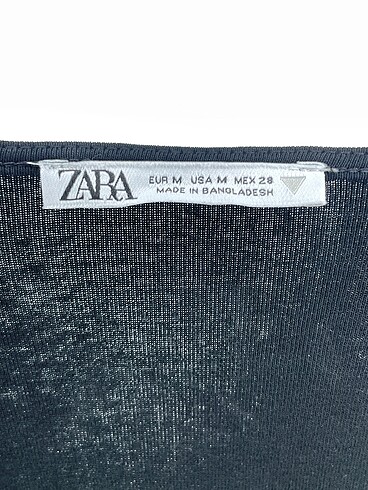 ZARA
EUR M USA M MEX 28
MADE IN BANGLADESH